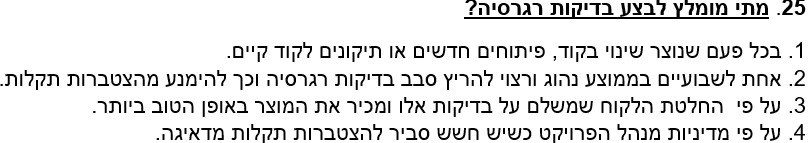 25. מתי מומלץ לבצע בדיקות רגרסיה?
1. בכל פעם שנוצר שינוי בקוד, פיתוחים חדשים או תיקונים לקוד קיים.
2. אחת לשבועיים בממוצע נהוג ורצוי להריץ סבב בדיקות רגרסיה וכך להימנע מהצטברות תקלות.
3. על פי החלטת הלקוח שמשלם על בדיקות אלו ומכיר את המוצר באופן הטוב ביותר.
4. על פי מדיניות מנהל הפרויקט כשיש חשש סביר להצטברות תקלות מדאיגה.